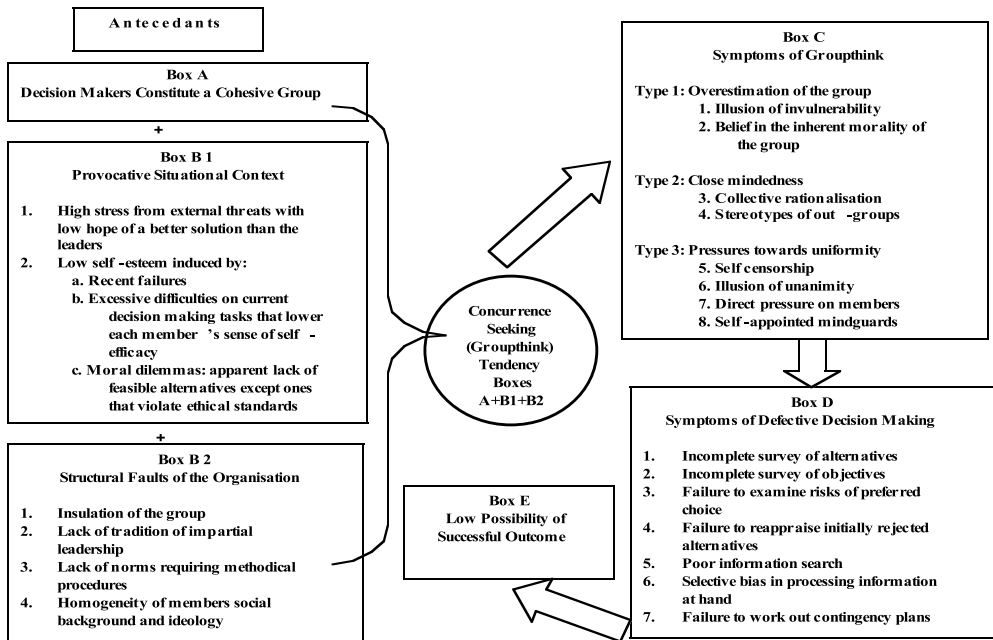 Antecedants
Box A
Decision Makers Constitute a Cohesive Group
+
Box B 1
Provocative Situational Context
1. High stress from external threats with
low hope of a better solution than the
leaders
2. Low self -esteem induced by:
a. Recent failures
b. Excessive difficulties on current
decision making tasks that lower
each member 's sense of self -
efficacy
c. Moral dilemmas: apparent lack of
feasible alternatives except ones
that violate ethical standards
+
Box B 2
Structural Faults of the Organisation
1. Insulation of the group
2. Lack of tradition of impartial
leadership
3. Lack of norms requiring methodical
procedures
4. Homogeneity of members social
background and ideology
Concurrence
Seeking
(Groupthink)
Tendency
Boxes
A+B1+B2
Box C
Symptoms of Groupthink
Type 1: Overestimation of the group
1. Illusion of invulnerability
2. Belief in the inherent morality of
the group
Type 2: Close mindedness
3. Collective rationalisation
4. Stereotypes of out -groups
Type 3: Pressures towards uniformity
5. Self censorship
6. Illusion of unanimity
7. Direct pressure on members
8. Self -appointed mindguards
Box D
Symptoms of Defective Decision Making
1. Incomplete survey of alternatives
2. Incomplete survey of objectives
3. Failure to examine risks of preferred
choice
4. Failure to reappraise initially rejected
alternatives
5. Poor information search
6. Selective bias in processing information
at hand
7. Failure to work out contingency plans
Box E
Low Possibility of
Successful Outcome